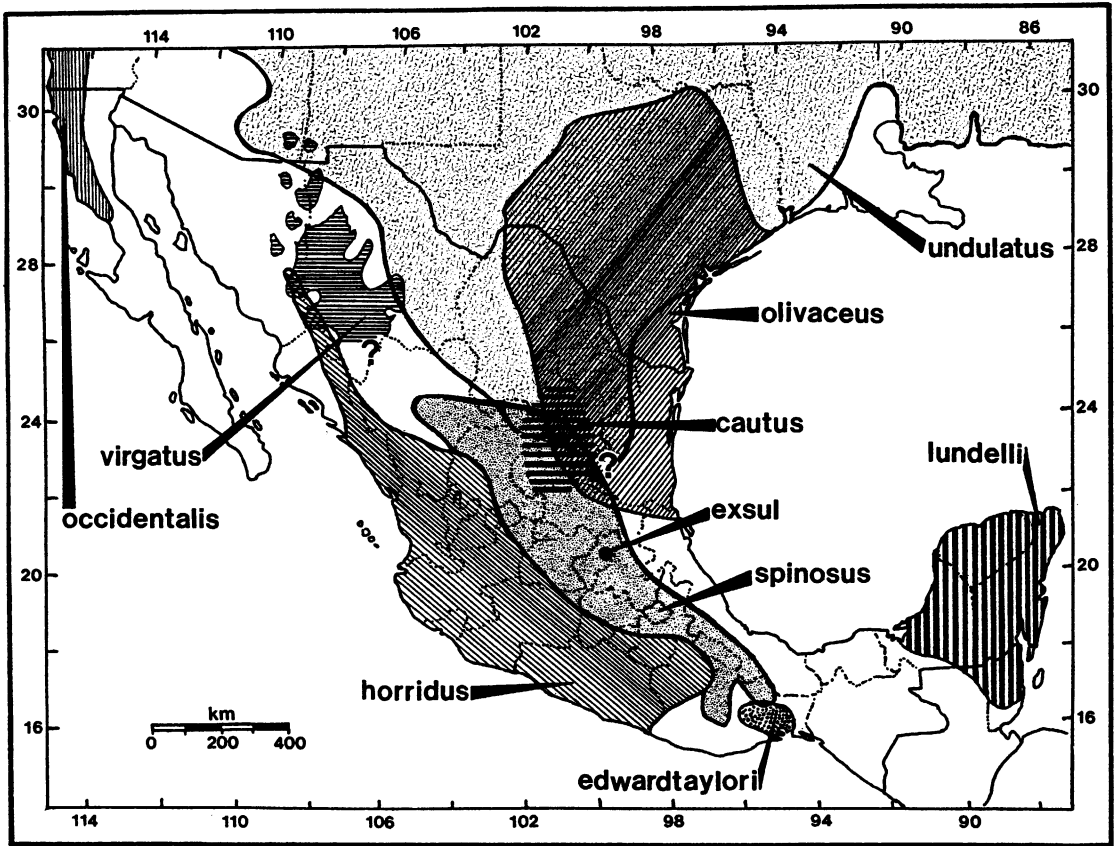 114 110 106 102 98 94 90 86
30 30
28 28
undulatus
olivaceus
?
24 24
cautus
virgatus
lundelli
?
occidentalis
exsul
20 20
spinosus
horridus
km
16 16
0 200 400
edwardtaylori
114 110 106 102 98 94 90